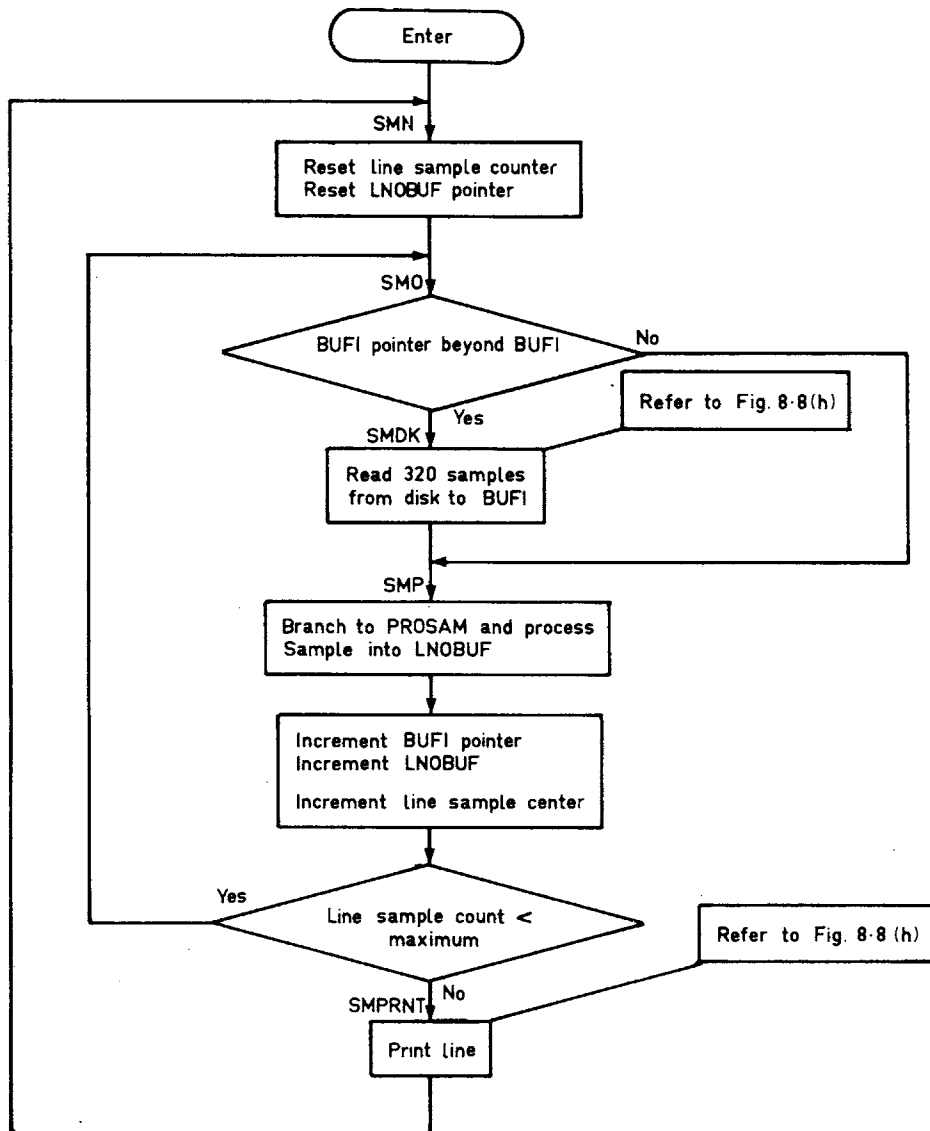 Enter
SMN
Reset line sample counter
Reset LNOBUF pointer
SMO
BUFI pointer beyond BUFI
No
Refer to Fig. 8·8(h)
Yes
SMDK
Read 320 samples
from disk to BUFI
SMP
Branch to PROSAM and process
Sample into LNOBUF
Increment BUFI pointer
Increment LNOBUF
Increment line sample center
Yes
Line sample count <
maximum
Refer to Fig. 8·8 (h)
No
SMPRNT
Print line